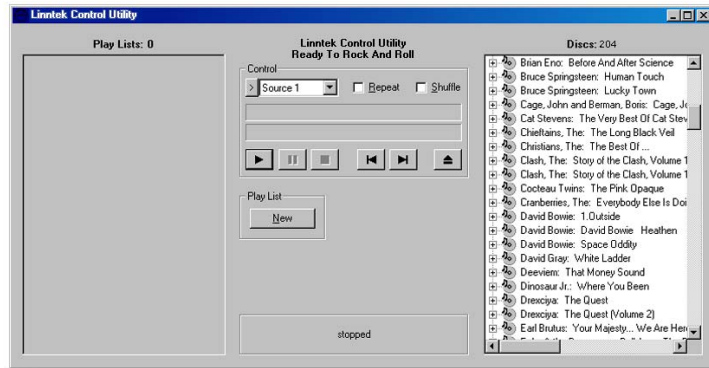 Linntek Control Utility
Play Lists: 0
Linntek Control Utility
Ready To Rock And Roll
Control
Source 1
Repeat
Shuffle
Play List
New
stopped
Discs: 204
Brian Eno: Before And After Science
Bruce Springsteen: Human Touch
Bruce Springsteen: Lucky Town
Cage, John and Berman, Boris: Cage, Jo
Cat Stevens: The Very Best Of Cat Stev
Chieftains, The: The Long Black Veil
Christians, The: The Best Of ...
Clash, The: Story of the Clash, Volume 1
Clash, The: Story of the Clash, Volume 1
Cocteau Twins: The Pink Opaque
Cranberries, The: Everybody Else Is Doi
David Bowie: 1.Outside
David Bowie: David Bowie Heathen
David Bowie: Space Oddity
David Gray: White Ladder
Deeviem: That Money Sound
Dinosaur Jr.: Where You Been
Drexciya: The Quest
Drexciya: The Quest (Volume 2)
Earl Brutus: Your Majesty... We Are Here